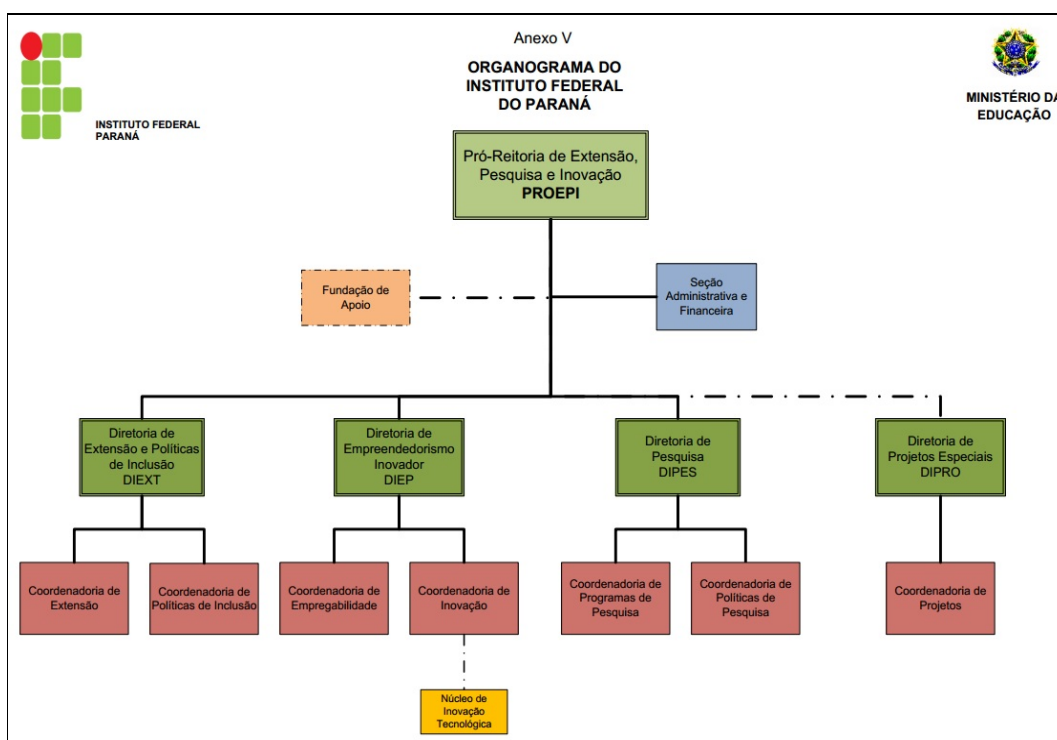 Anexo V
ORGANOGRAMA DO
INSTITUTO FEDERAL
DO PARANÁ
INSTITUTO FEDERAL
PARANÁ
MINISTÉRIO DA
EDUCAÇÃO
Pró-Reitoria de Extensão,
Pesquisa e Inovação
PROEPI
Fundação de
Apoio
Seção
Administrativa e
Financeira
Diretoria de
Extensão e Políticas
de Inclusão
DIEXT
Diretoria de
Empreendedorismo
Inovador
DIEP
Diretoria de
Pesquisa
DIPES
Diretoria de
Projetos Especiais
DIPRO
Coordenadoria de
Extensão
Coordenadoria de
Políticas de Inclusão
Coordenadoria de
Empregabilidade
Coordenadoria de
Inovação
Coordenadoria de
Programas de
Pesquisa
Coordenadoria de
Políticas de
Pesquisa
Coordenadoria de
Projetos
Núcleo de
Inovação
Tecnológica